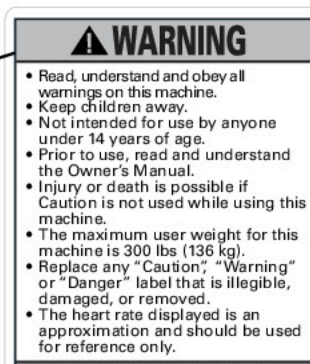 WARNING
• Read, understand and obey all
warnings on this machine.
• Keep children away.
• Not intended for use by anyone
under 14 years of age.
• Prior to use, read and understand
the Owner's Manual.
• Injury or death is possible if
Caution is not used while using this
machine.
• The maximum user weight for this
machine is 300 lbs (136 kg).
• Replace any “Caution”, “Warning”
or “Danger” label that is illegible,
damaged, or removed.
• The heart rate displayed is an
approximation and should be used
for reference only.